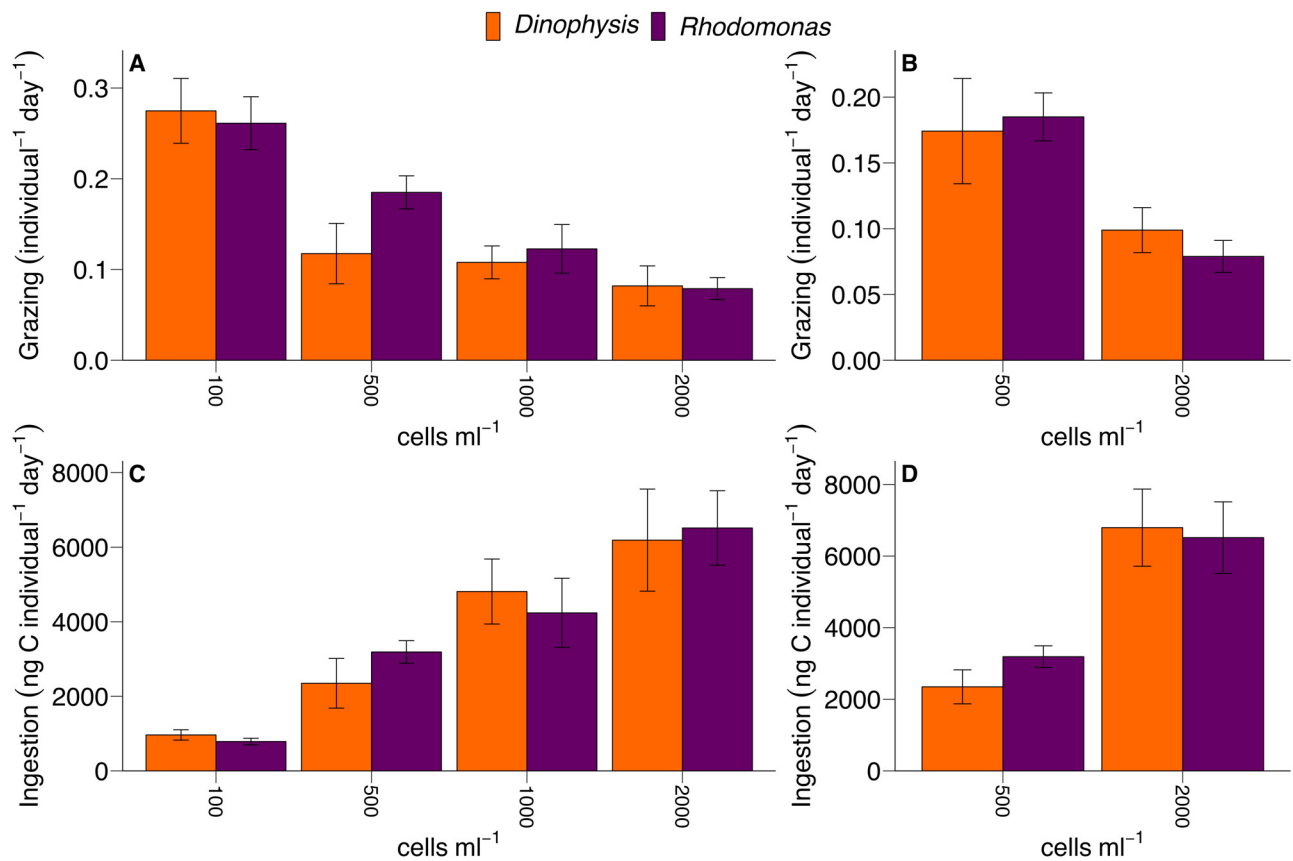 Dinophysis Rhodomonas
A
Grazing (individual⁻¹ day⁻¹)
0.3
0.2
0.1
0.0
100 500 1000 2000
cells ml⁻¹
B
Grazing (individual⁻¹ day⁻¹)
0.20
0.15
0.10
0.05
0.00
500 2000
cells ml⁻¹
C
Ingestion (ng C individual⁻¹ day⁻¹)
8000
6000
4000
2000
0
100 500 1000 2000
cells ml⁻¹
D
Ingestion (ng C individual⁻¹ day⁻¹)
8000
6000
4000
2000
0
500 2000
cells ml⁻¹